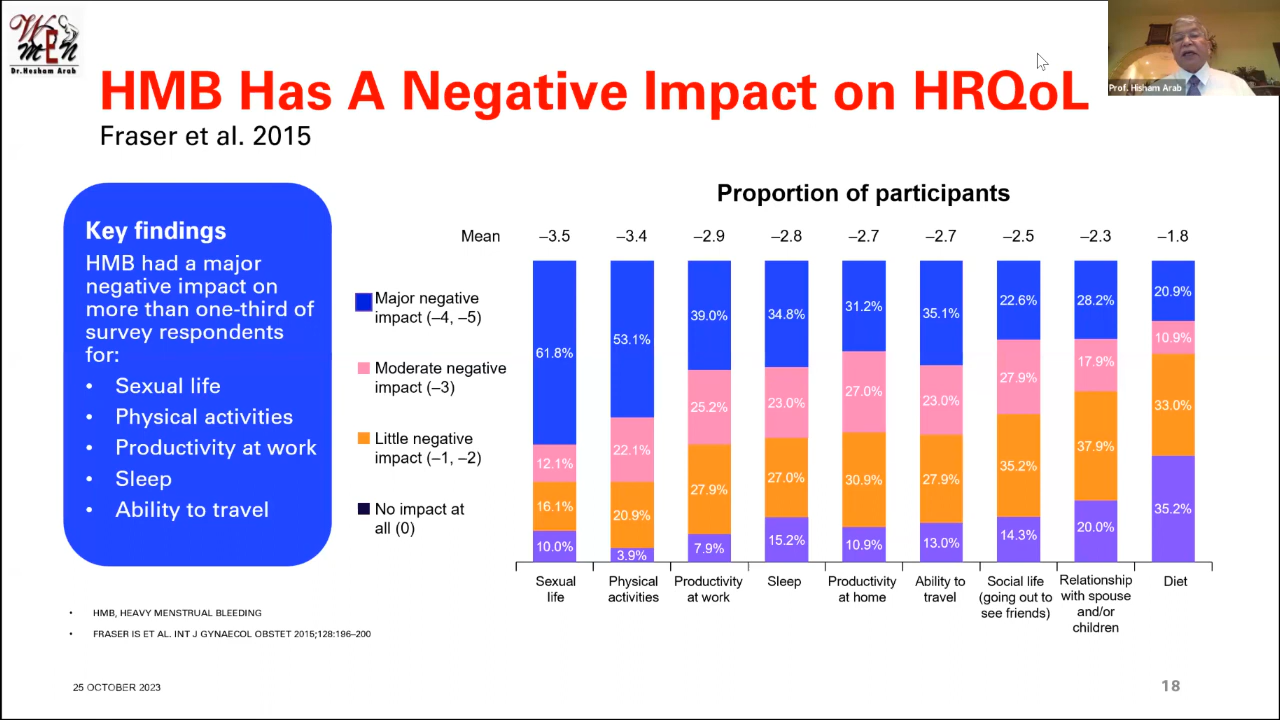 WOMEN
Dr.Hesham Arab
Prof. Hisham Arab
HMB Has A Negative Impact on HRQoL
Fraser et al. 2015
Key findings
HMB had a major
negative impact on
more than one-third of
survey respondents
for:
• Sexual life
• Physical activities
• Productivity at work
• Sleep
• Ability to travel
Proportion of participants
Mean –3.5 –3.4 –2.9 –2.8 –2.7 –2.7 –2.5 –2.3 –1.8
Major negative
impact (–4, –5)
Moderate negative
impact (–3)
Little negative
impact (–1, –2)
No impact at
all (0)
61.8% 53.1% 39.0% 34.8% 31.2% 35.1% 22.6% 28.2% 20.9%
12.1% 22.1% 25.2% 23.0% 27.0% 23.0% 27.9% 17.9% 10.9%
16.1% 20.9% 27.9% 27.0% 30.9% 27.9% 35.2% 37.9% 33.0%
10.0% 3.9% 7.9% 15.2% 10.9% 13.0% 14.3% 20.0% 35.2%
Sexual
life
Physical
activities
Productivity
at work
Sleep
Productivity
at home
Ability to
travel
Social life
(going out to
see friends)
Relationship
with spouse
and/or
children
Diet
• HMB, HEAVY MENSTRUAL BLEEDING
• FRASER IS ET AL. INT J GYNAECOL OBSTET 2015;128:196–200
25 OCTOBER 2023
18